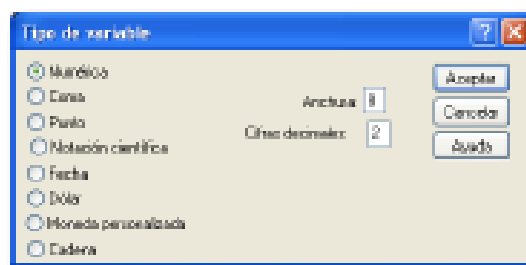 Tipo de variable
Numérico
Coma
Punto
Notación científica
Fecha
Dólar
Moneda personalizada
Cadena
Anchura: 8
Cifras decimales: 2
Aceptar
Cancelar
Ayuda